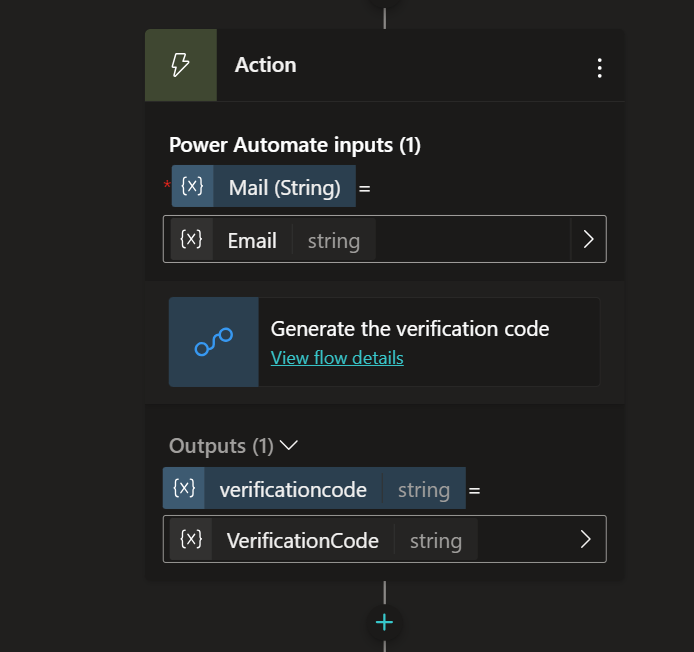 Action
Power Automate inputs (1)
* {x} Mail (String) =
{x} Email string
Generate the verification code
View flow details
Outputs (1)
{x} verificationcode string =
{x} VerificationCode string